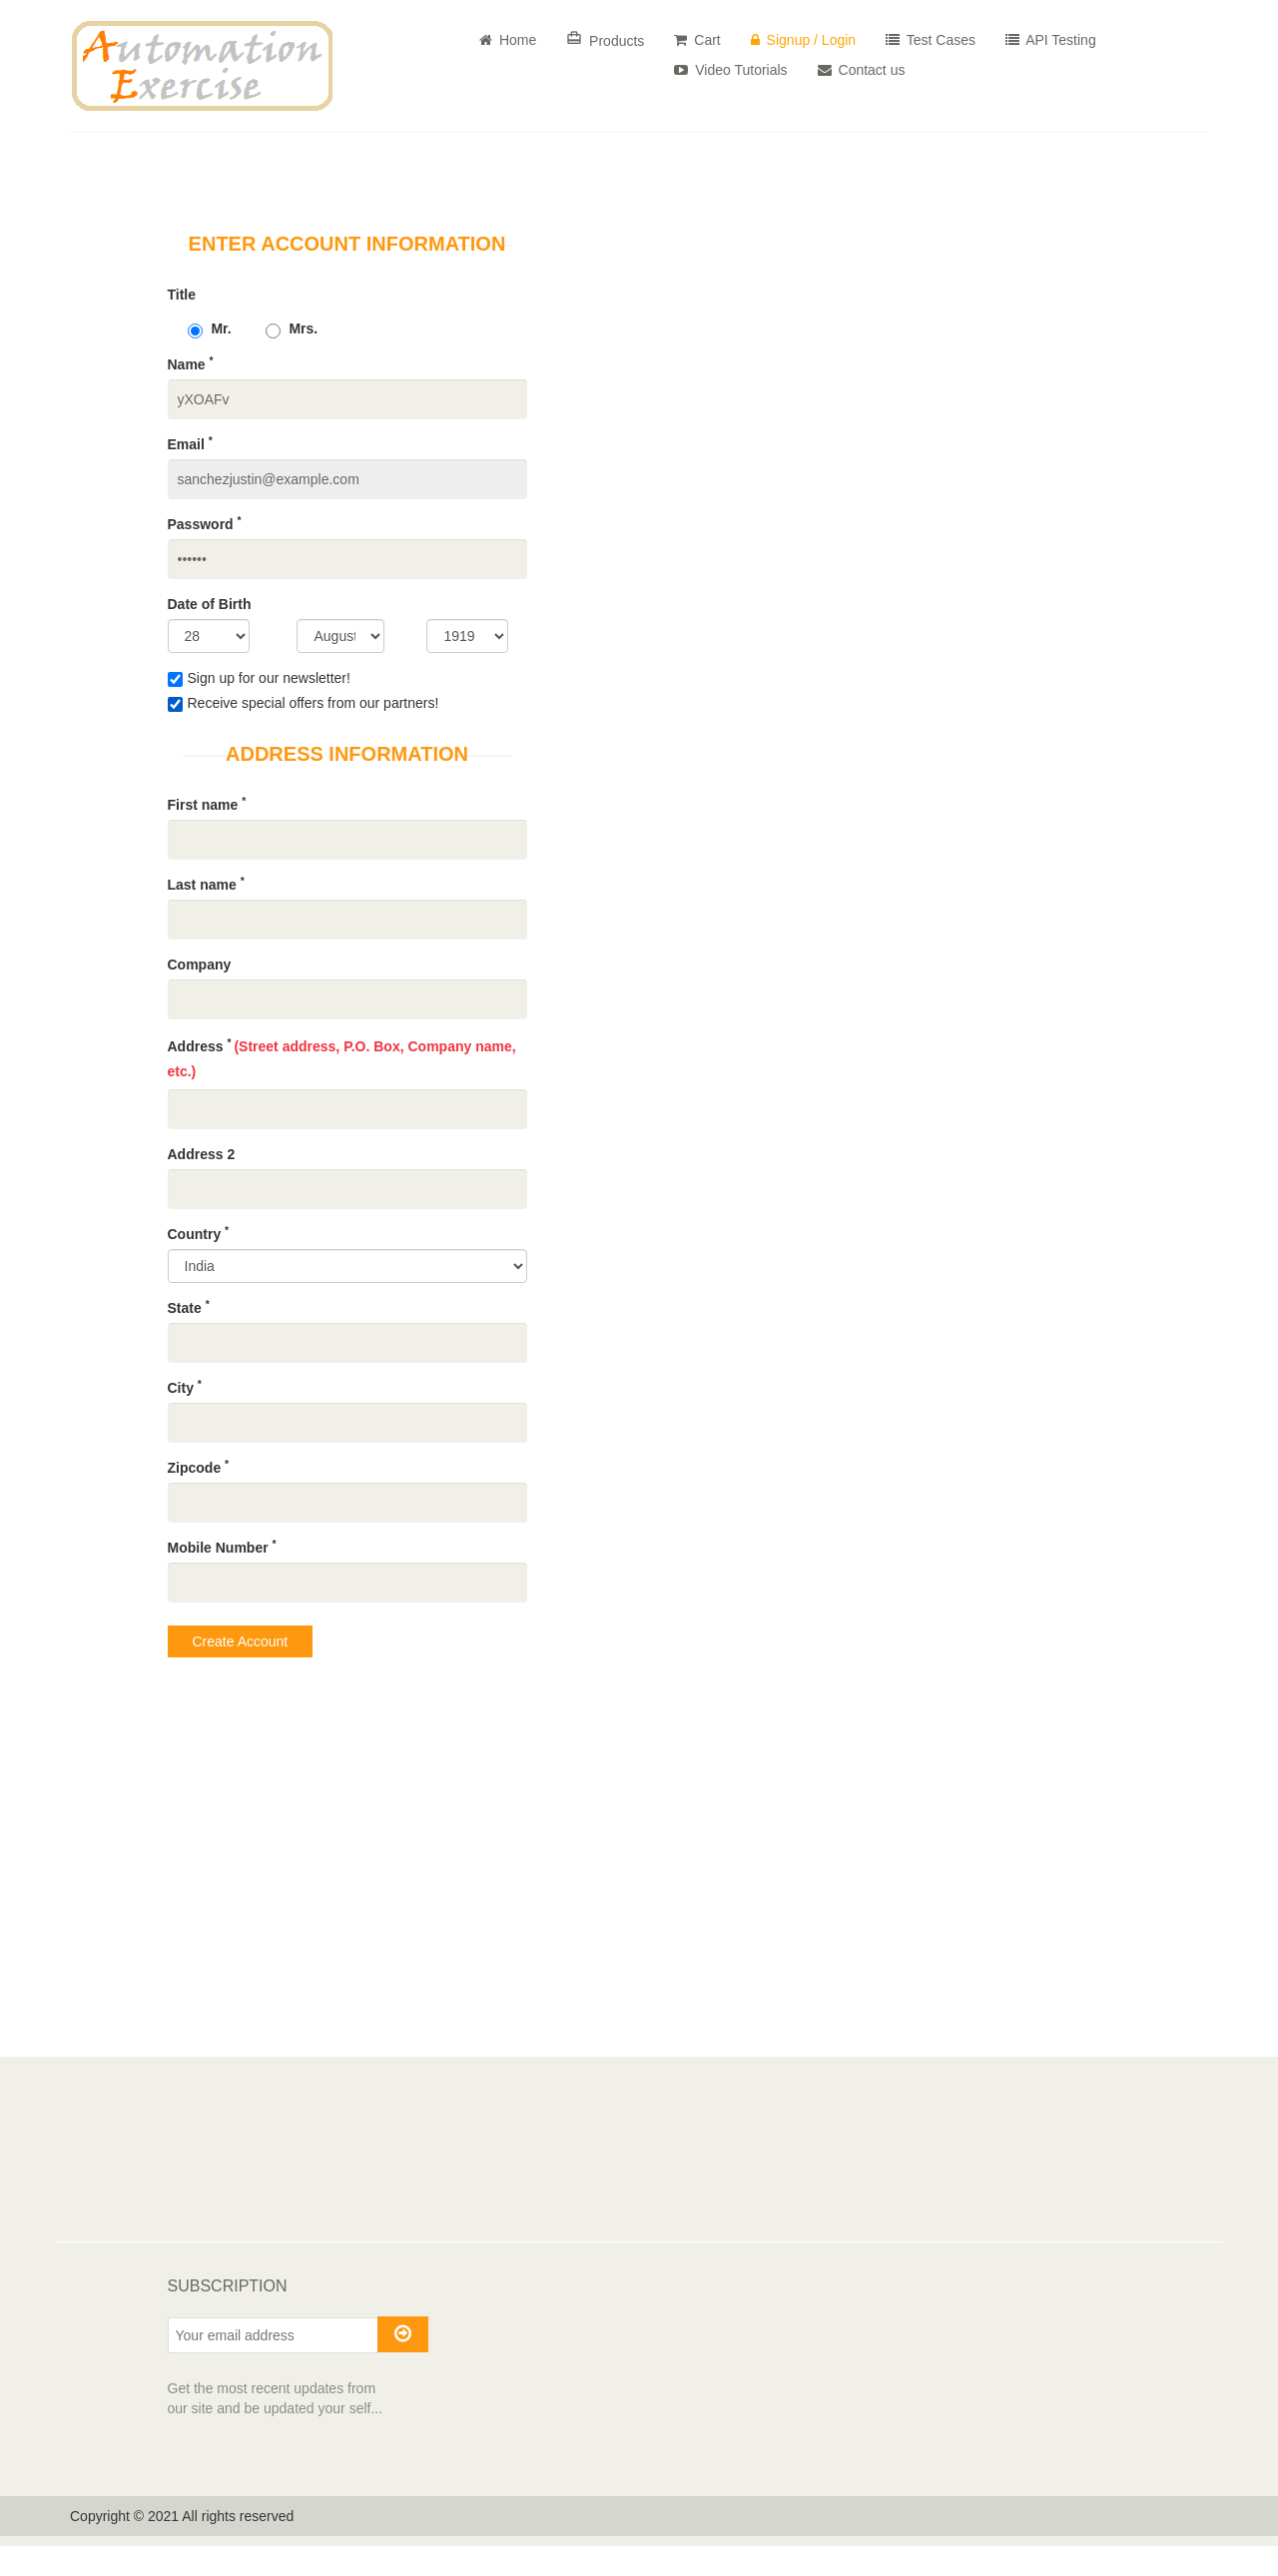 Automation
Exercise
Home Products Cart Signup / Login Test Cases API Testing
Video Tutorials Contact us
ENTER ACCOUNT INFORMATION
Title
Mr. Mrs.
Name *
yXOAFv
Email *
sanchezjustin@example.com
Password *
••••••
Date of Birth
28 August 1919
Sign up for our newsletter!
Receive special offers from our partners!
ADDRESS INFORMATION
First name *
Last name *
Company
Address * (Street address, P.O. Box, Company name,
etc.)
Address 2
Country *
India
State *
City *
Zipcode *
Mobile Number *
Create Account
SUBSCRIPTION
Your email address
Get the most recent updates from
our site and be updated your self...
Copyright © 2021 All rights reserved